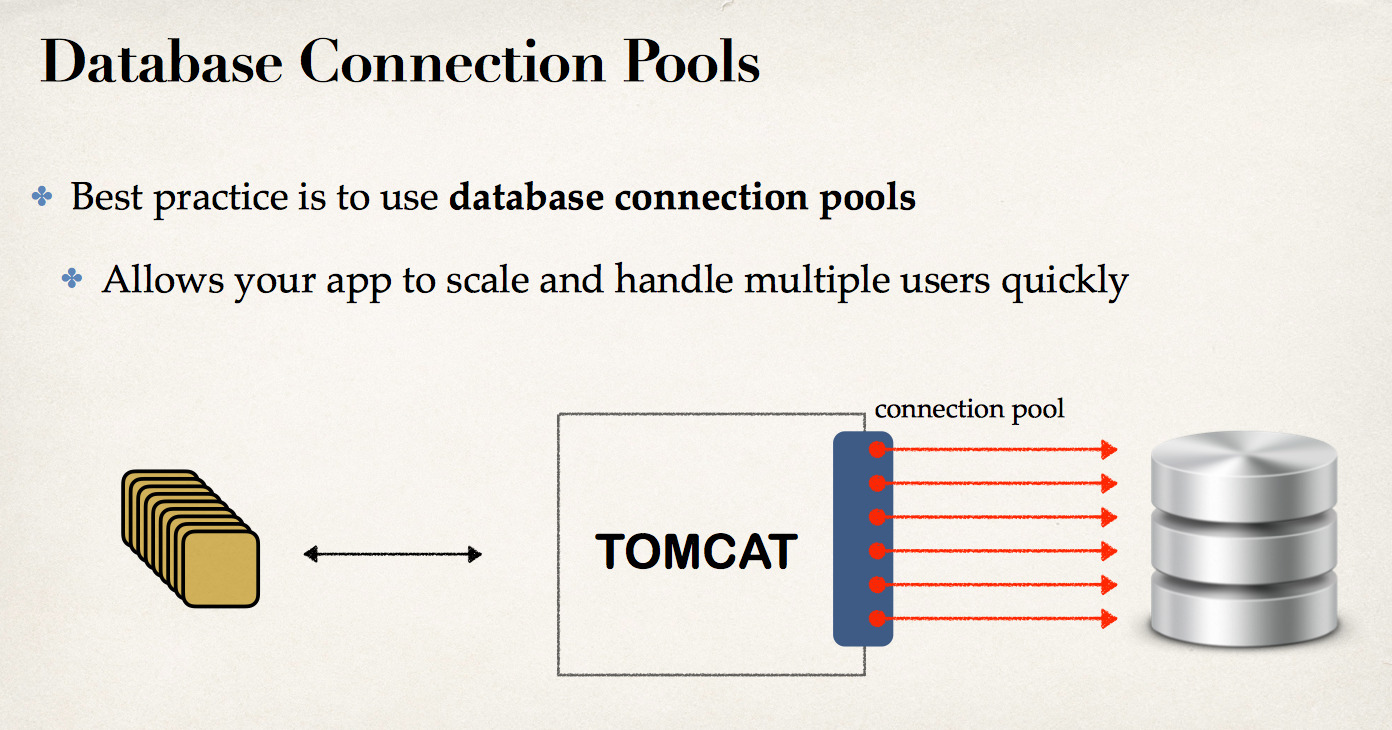 Database Connection Pools
Best practice is to use database connection pools
Allows your app to scale and handle multiple users quickly
connection pool
TOMCAT